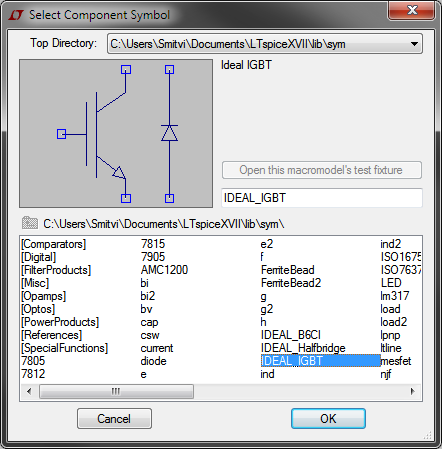 Select Component Symbol
Top Directory: C:\Users\Smitvi\Documents\LTspiceXVII\lib\sym
Ideal IGBT
Open this macromodel's test fixture
IDEAL_IGBT
C:\Users\Smitvi\Documents\LTspiceXVII\lib\sym\
[Comparators] 7815 e2 ind2
[Digital] 7905 f ISO1675
[FilterProducts] AMC1200 FerriteBead ISO7637
[Misc] bi FerriteBead2 LED
[Opamps] bi2 g lm317
[Optos] bv g2 load
[PowerProducts] cap h load2
[References] csw IDEAL_B6CI lpnp
[SpecialFunctions] current IDEAL_Halfbridge ltline
7805 diode IDEAL_IGBT mesfet
7812 e ind njf
Cancel OK